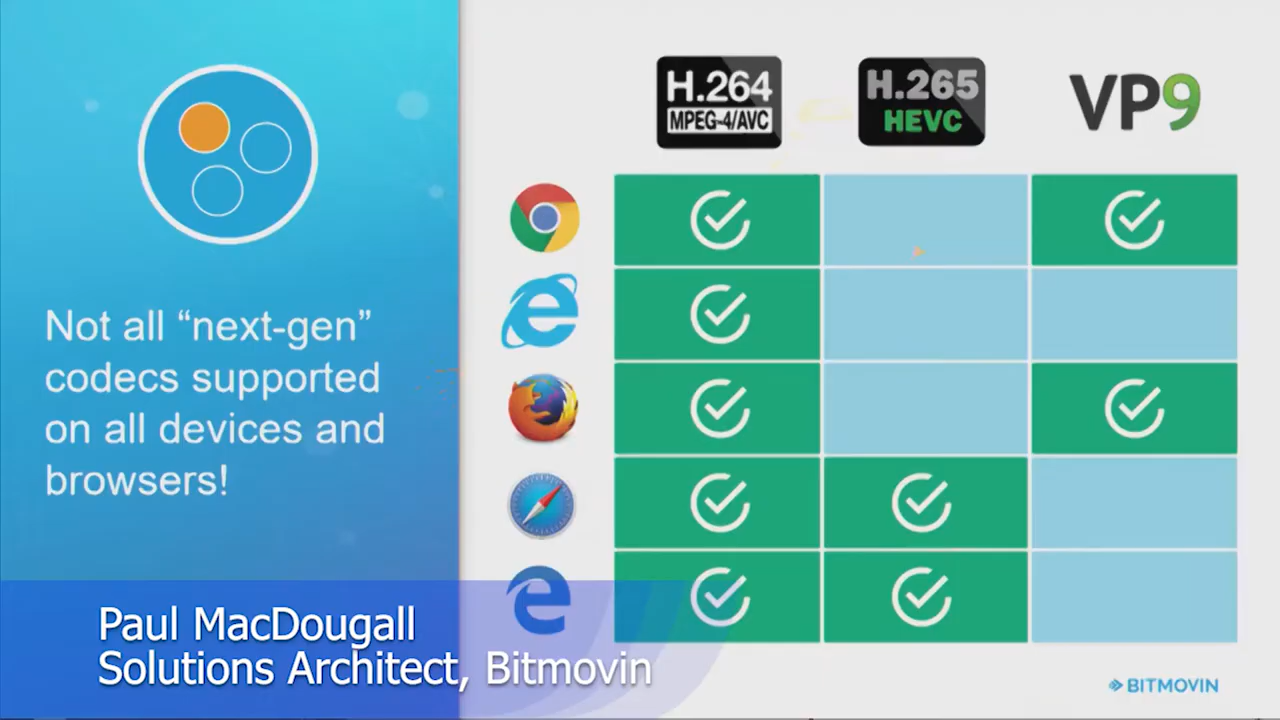 H.264
MPEG-4/AVC
H.265
HEVC
VP9
Not all “next-gen”
codecs supported
on all devices and
browsers!
Paul MacDougall
Solutions Architect, Bitmovin
BITMOVIN